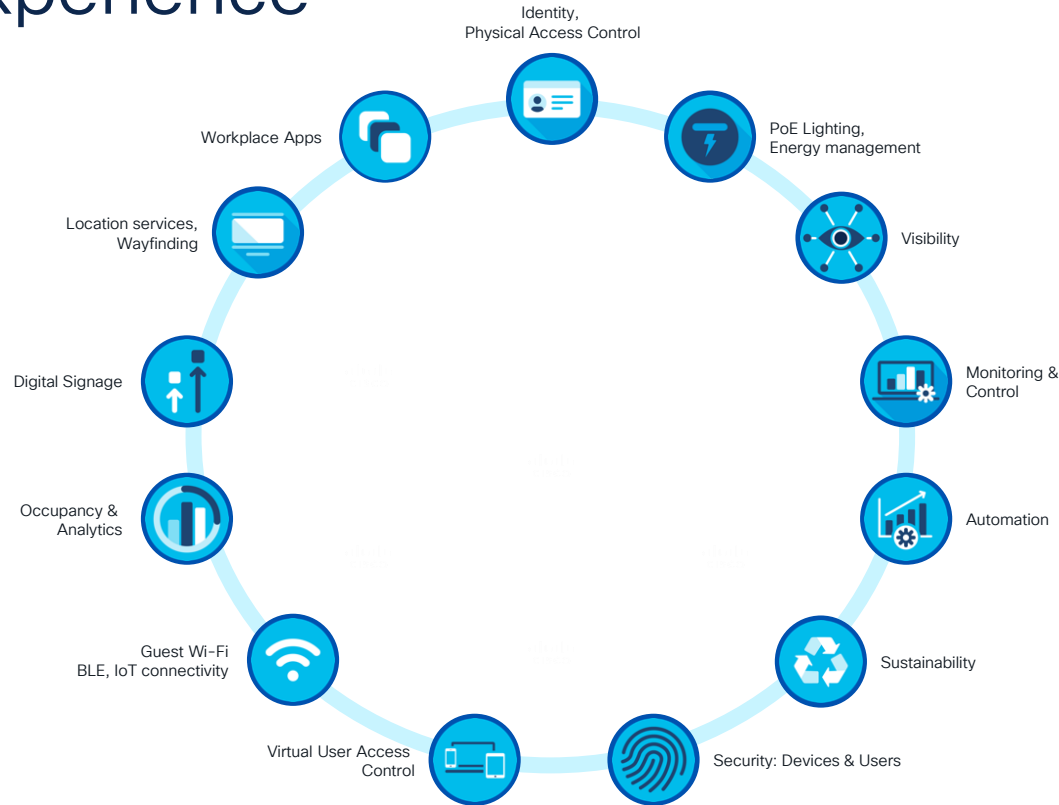 xperience
Identity,
Physical Access Control
PoE Lighting,
Energy management
Visibility
Monitoring &
Control
Automation
Sustainability
Security: Devices & Users
Virtual User Access
Control
Guest Wi-Fi
BLE, IoT connectivity
Occupancy &
Analytics
Digital Signage
Location services,
Wayfinding
Workplace Apps